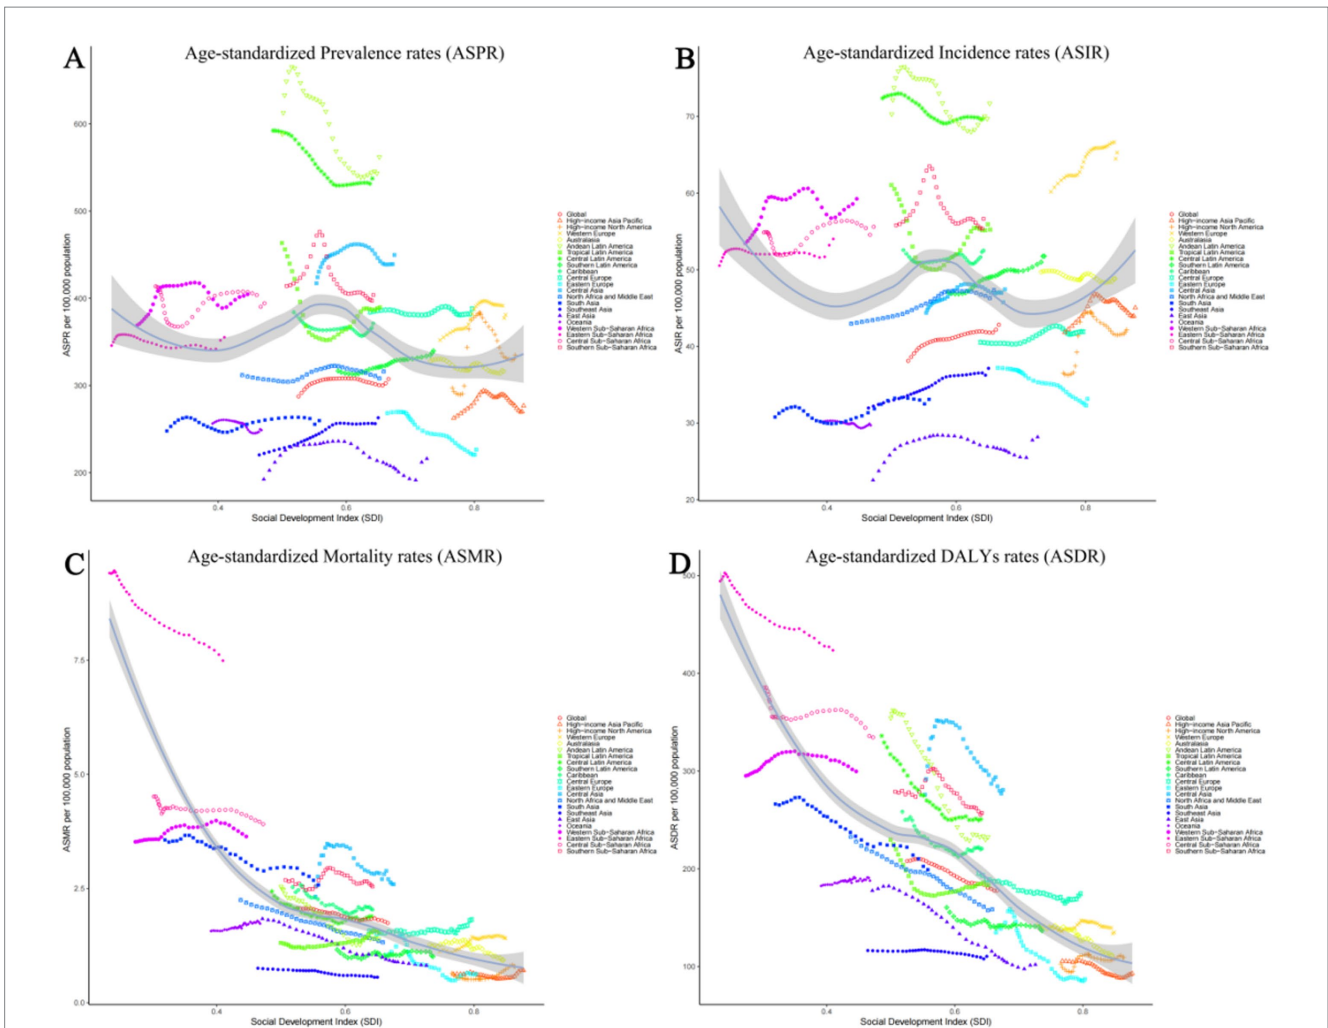 A
Age-standardized Prevalence rates (ASPR)
600
500
400
300
200
ASPR per 100,000 population
0.4
0.6
0.8
Social Development Index (SDI)
Global
High-income Asia Pacific
High-income North America
Western Europe
Australasia
Andean Latin America
Tropical Latin America
Central Latin America
Southern Latin America
Caribbean
Central Europe
Eastern Europe
Central Asia
North Africa and Middle East
South Asia
Southeast Asia
East Asia
Oceania
Western Sub-Saharan Africa
Eastern Sub-Saharan Africa
Central Sub-Saharan Africa
Southern Sub-Saharan Africa
B
Age-standardized Incidence rates (ASIR)
70
60
50
40
30
20
ASIR per 100,000 population
0.4
0.6
0.8
Social Development Index (SDI)
Global
High-income Asia Pacific
High-income North America
Western Europe
Australasia
Andean Latin America
Tropical Latin America
Central Latin America
Southern Latin America
Caribbean
Central Europe
Eastern Europe
Central Asia
North Africa and Middle East
South Asia
Southeast Asia
East Asia
Oceania
Western Sub-Saharan Africa
Eastern Sub-Saharan Africa
Central Sub-Saharan Africa
Southern Sub-Saharan Africa
C
Age-standardized Mortality rates (ASMR)
7.5
5.0
2.5
0.0
ASMR per 100,000 population
0.4
0.6
0.8
Social Development Index (SDI)
Global
High-income Asia Pacific
High-income North America
Western Europe
Australasia
Andean Latin America
Tropical Latin America
Central Latin America
Southern Latin America
Caribbean
Central Europe
Eastern Europe
Central Asia
North Africa and Middle East
South Asia
Southeast Asia
East Asia
Oceania
Western Sub-Saharan Africa
Eastern Sub-Saharan Africa
Central Sub-Saharan Africa
Southern Sub-Saharan Africa
D
Age-standardized DALYs rates (ASDR)
500
400
300
200
100
ASDR per 100,000 population
0.4
0.6
0.8
Social Development Index (SDI)
Global
High-income Asia Pacific
High-income North America
Western Europe
Australasia
Andean Latin America
Tropical Latin America
Central Latin America
Southern Latin America
Caribbean
Central Europe
Eastern Europe
Central Asia
North Africa and Middle East
South Asia
Southeast Asia
East Asia
Oceania
Western Sub-Saharan Africa
Eastern Sub-Saharan Africa
Central Sub-Saharan Africa
Southern Sub-Saharan Africa